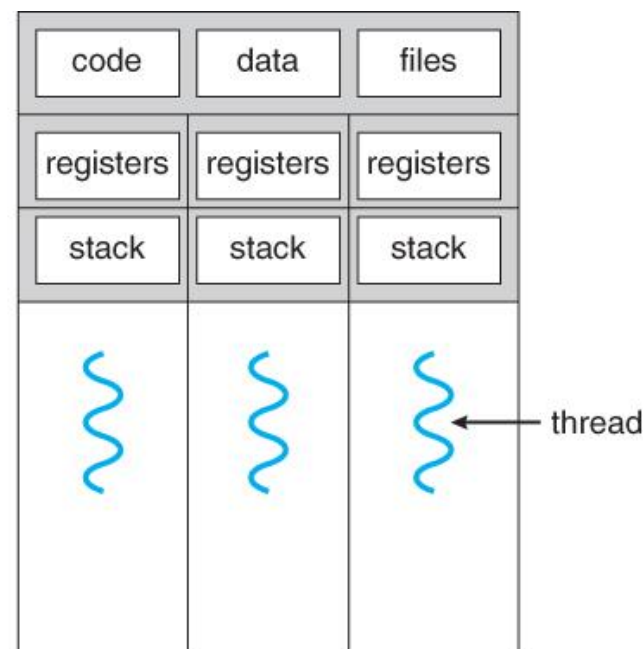 code data files
registers registers registers
stack stack stack
thread